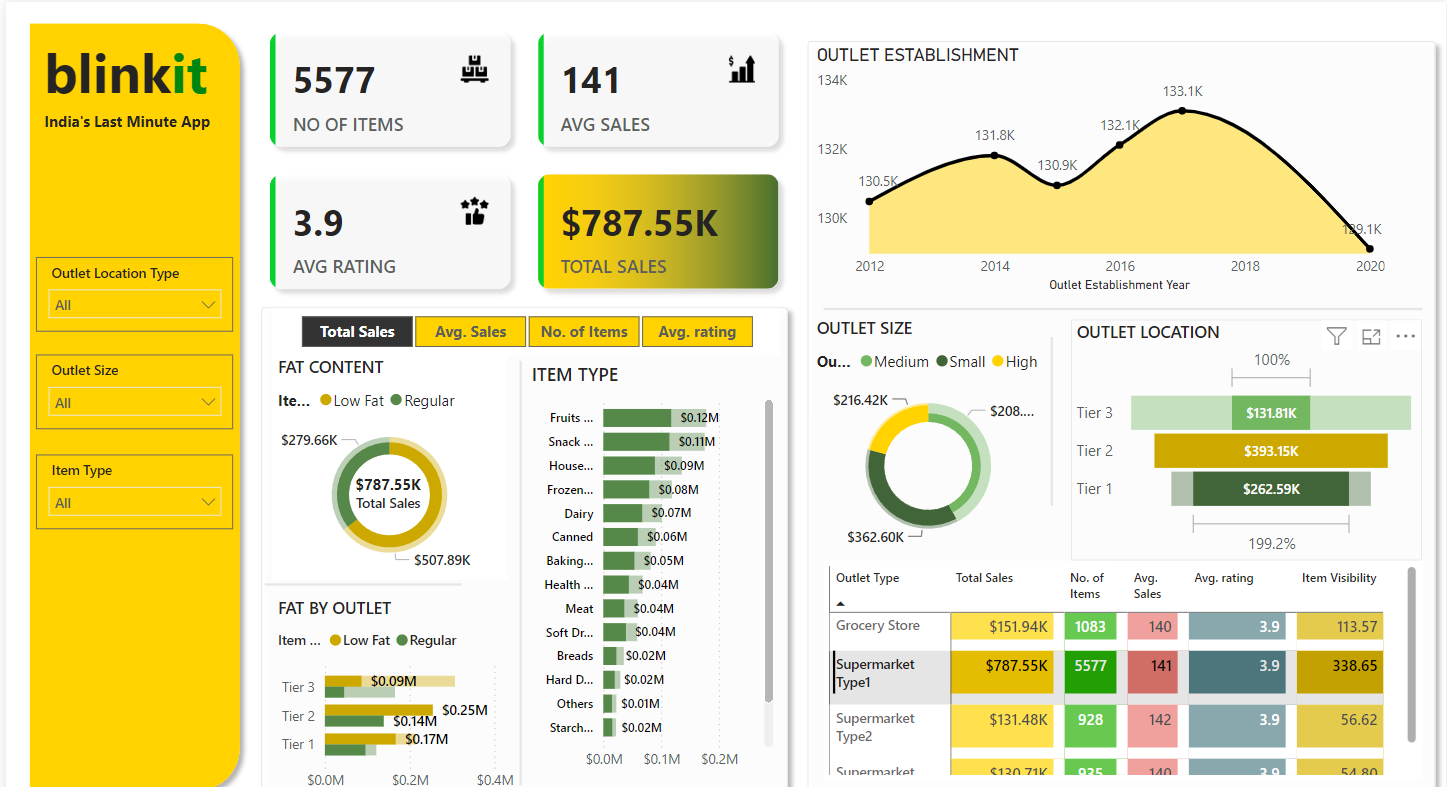 blinkit
India's Last Minute App
Outlet Location Type
All
Outlet Size
All
Item Type
All
5577
NO OF ITEMS
141
AVG SALES
3.9
AVG RATING
$787.55K
TOTAL SALES
Total Sales
Avg. Sales
No. of Items
Avg. rating
FAT CONTENT
Ite... Low Fat Regular
$279.66K
$787.55K
Total Sales
$507.89K
FAT BY OUTLET
Item ... Low Fat Regular
Tier 3 $0.09M
Tier 2 $0.25M
$0.14M
Tier 1 $0.17M
$0.0M $0.2M $0.4M
ITEM TYPE
Fruits ... $0.12M
Snack ... $0.11M
House... $0.09M
Frozen... $0.08M
Dairy $0.07M
Canned $0.06M
Baking... $0.05M
Health ... $0.04M
Meat $0.04M
Soft Dr... $0.04M
Breads $0.02M
Hard D... $0.02M
Others $0.01M
Starch... $0.02M
$0.0M $0.1M $0.2M
OUTLET ESTABLISHMENT
134K
132K
130K
130.5K
131.8K
130.9K
132.1K
133.1K
129.1K
2012 2014 2016 2018 2020
Outlet Establishment Year
OUTLET SIZE
Ou... Medium Small High
$216.42K
$208....
$362.60K
OUTLET LOCATION
100%
Tier 3 $131.81K
Tier 2 $393.15K
Tier 1 $262.59K
199.2%
Outlet Type Total Sales No. of Items Avg. Sales Avg. rating Item Visibility
Grocery Store $151.94K 1083 140 3.9 113.57
Supermarket Type1 $787.55K 5577 141 3.9 338.65
Supermarket Type2 $131.48K 928 142 3.9 56.62
Supermarket $130.71K 935 140 3.9 54.80